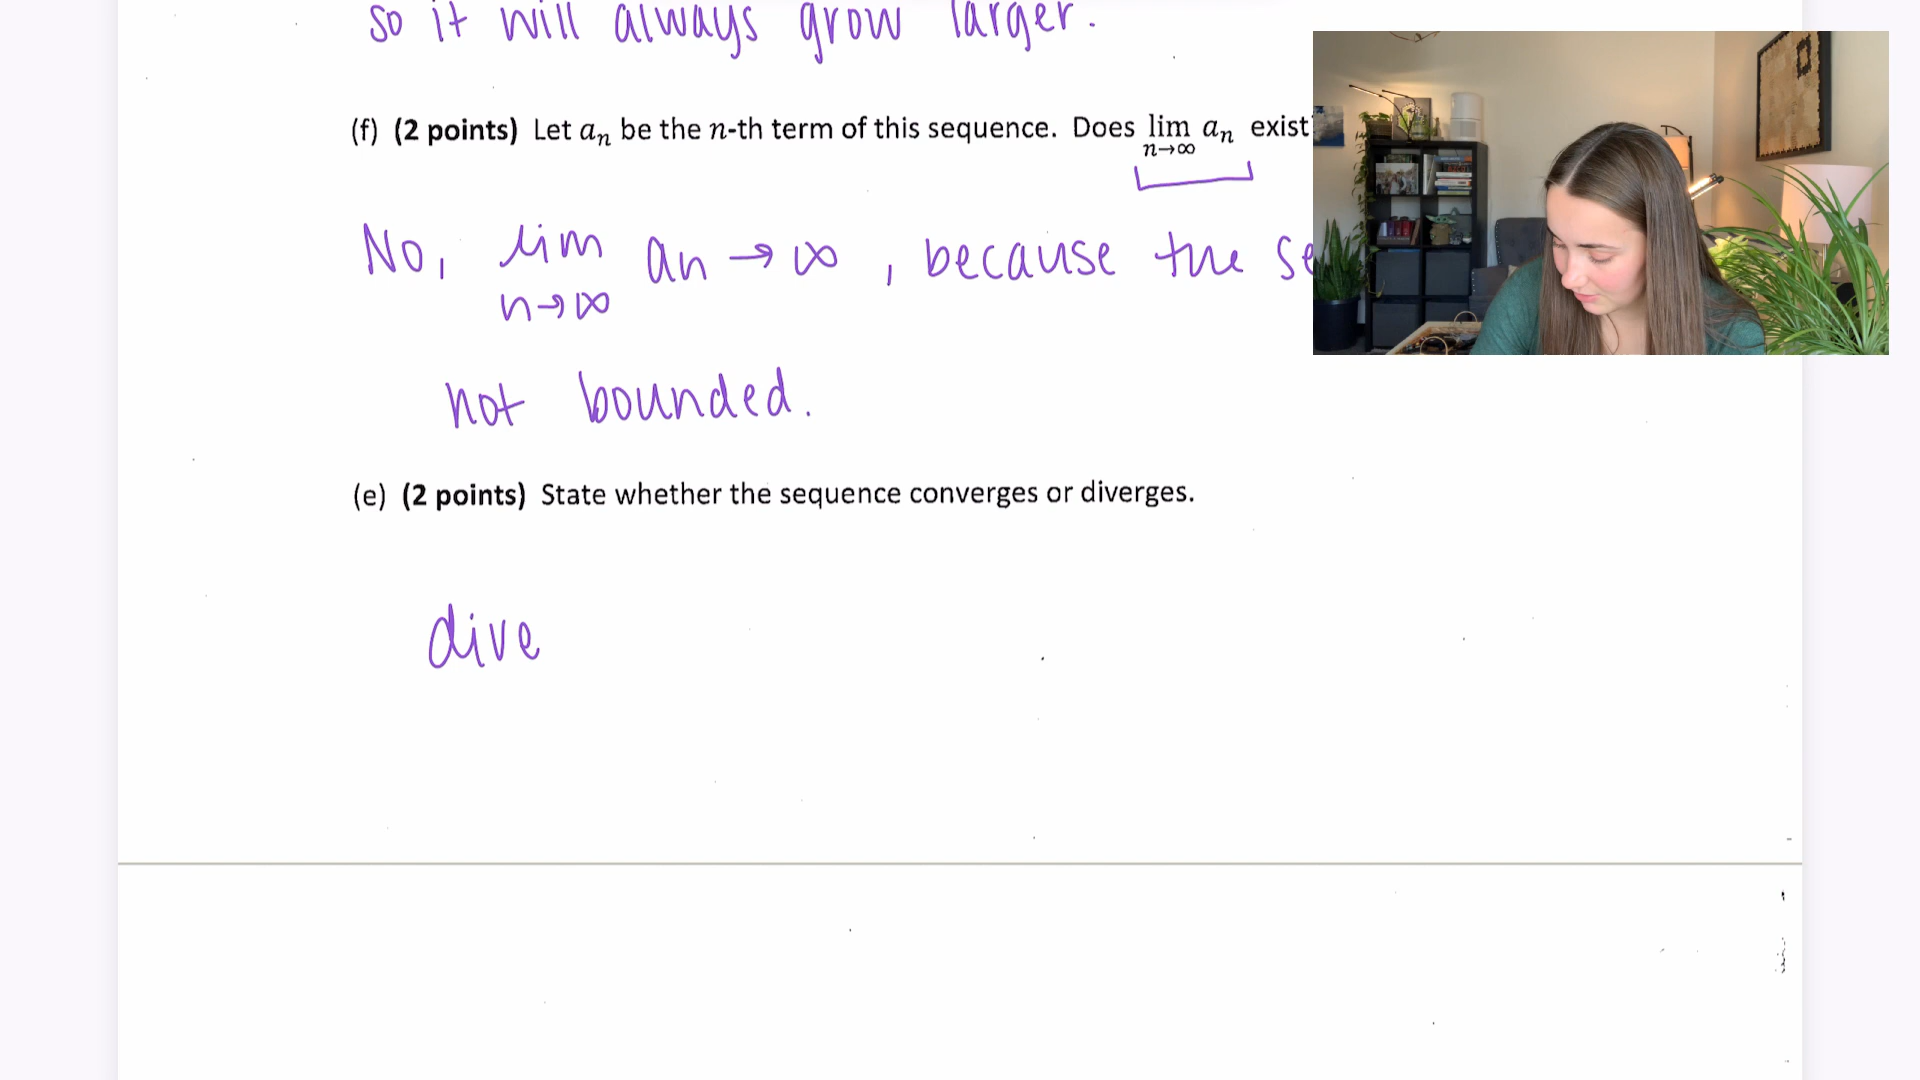 so it will always grow larger.
(f) (2 points) Let aₙ be the n-th term of this sequence. Does lim aₙ exist
n→∞
No, lim an → ∞, because the se
n→∞
not bounded.
(e) (2 points) State whether the sequence converges or diverges.
dive